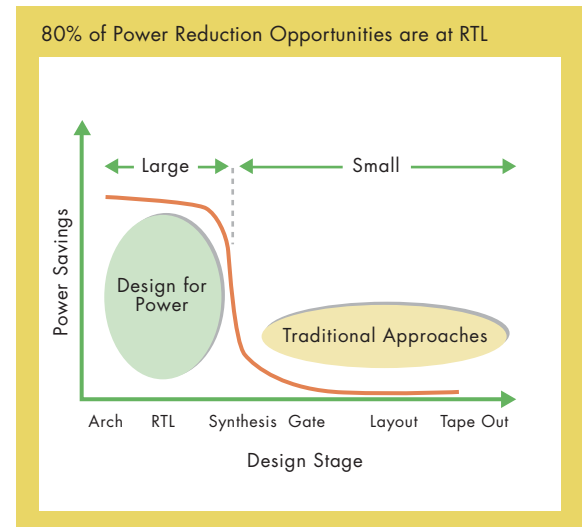 80% of Power Reduction Opportunities are at RTL
Large
Small
Power Savings
Design for
Power
Traditional Approaches
Arch RTL Synthesis Gate Layout Tape Out
Design Stage